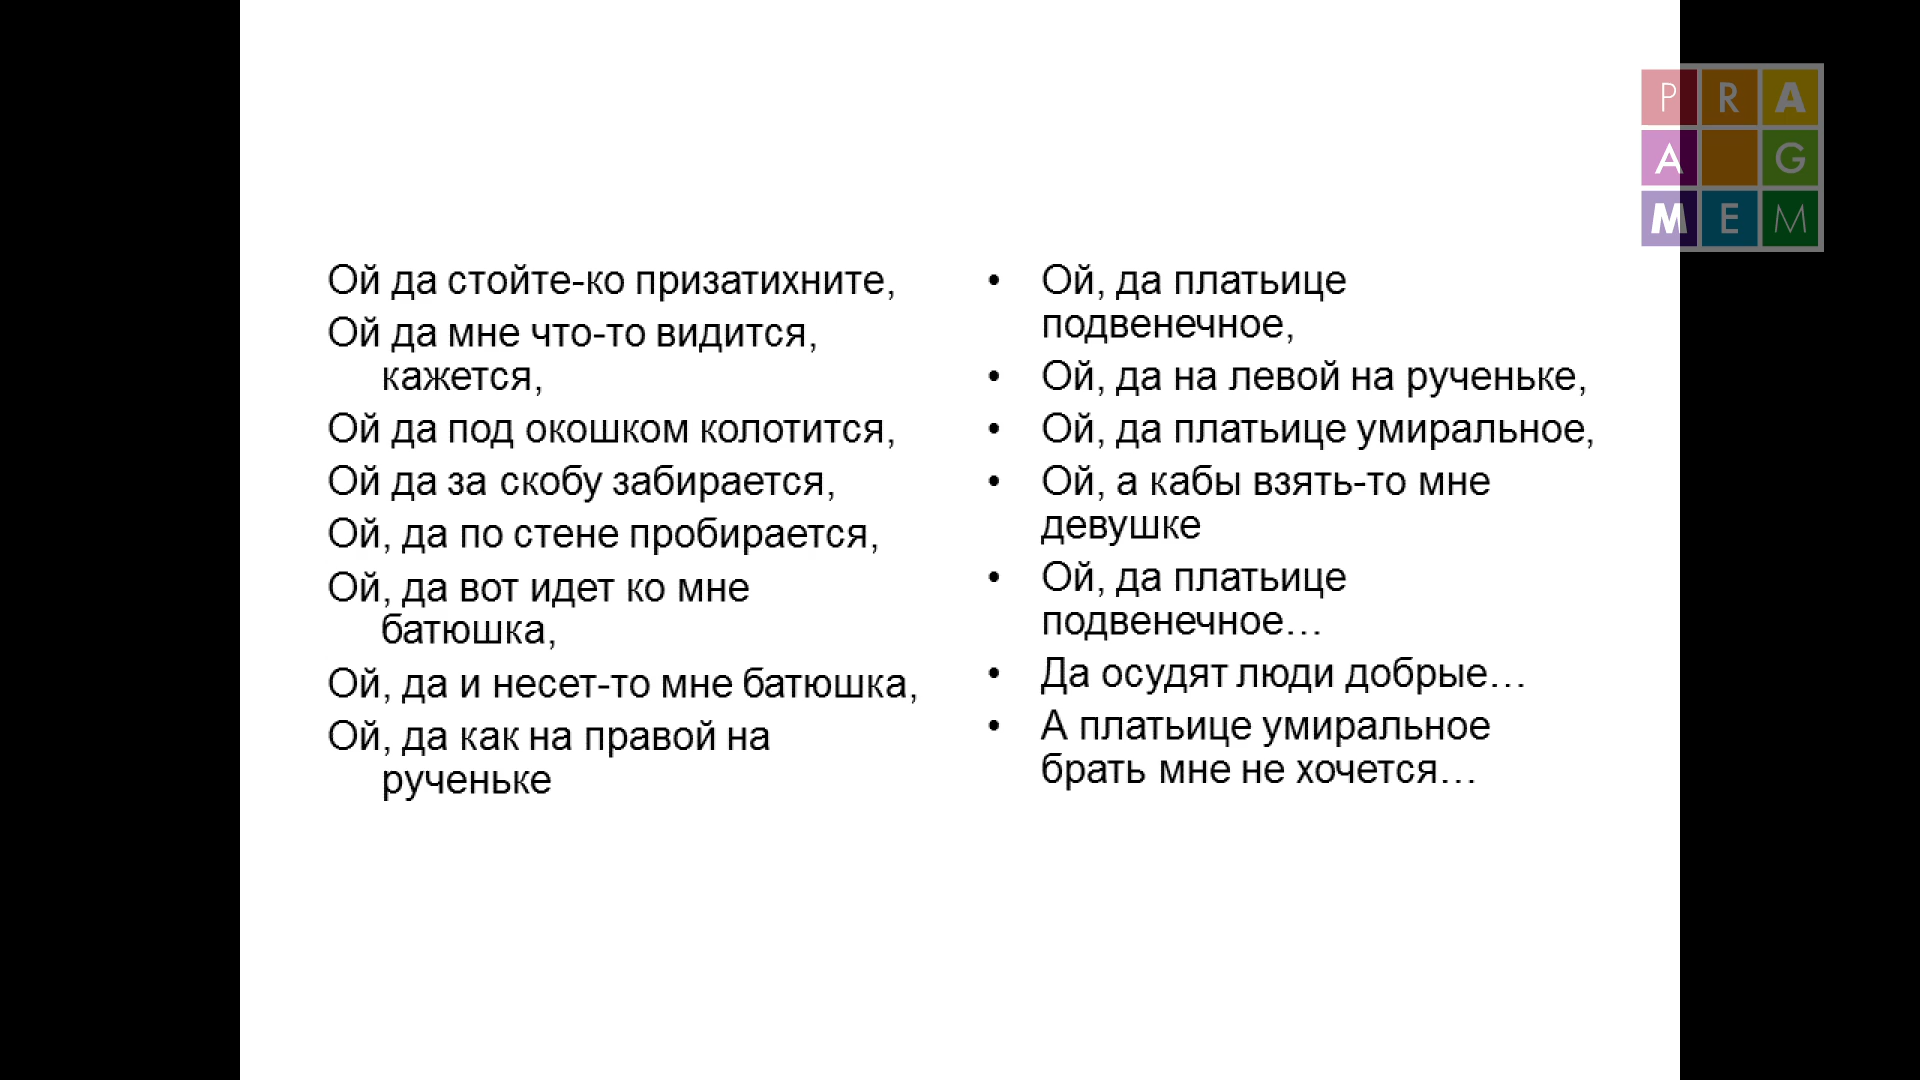 Ой да стойте-ко призатихните,
Ой да мне что-то видится,
кажется,
Ой да под окошком колотится,
Ой да за скобу забирается,
Ой, да по стене пробирается,
Ой, да вот идет ко мне
батюшка,
Ой, да и несет-то мне батюшка,
Ой, да как на правой на
рученьке
• Ой, да платьице
подвенечное,
• Ой, да на левой на рученьке,
• Ой, да платьице умиральное,
• Ой, а кабы взять-то мне
девушке
• Ой, да платьице
подвенечное…
• Да осудят люди добрые…
• А платьице умиральное
брать мне не хочется…
P R A
A G
M E M